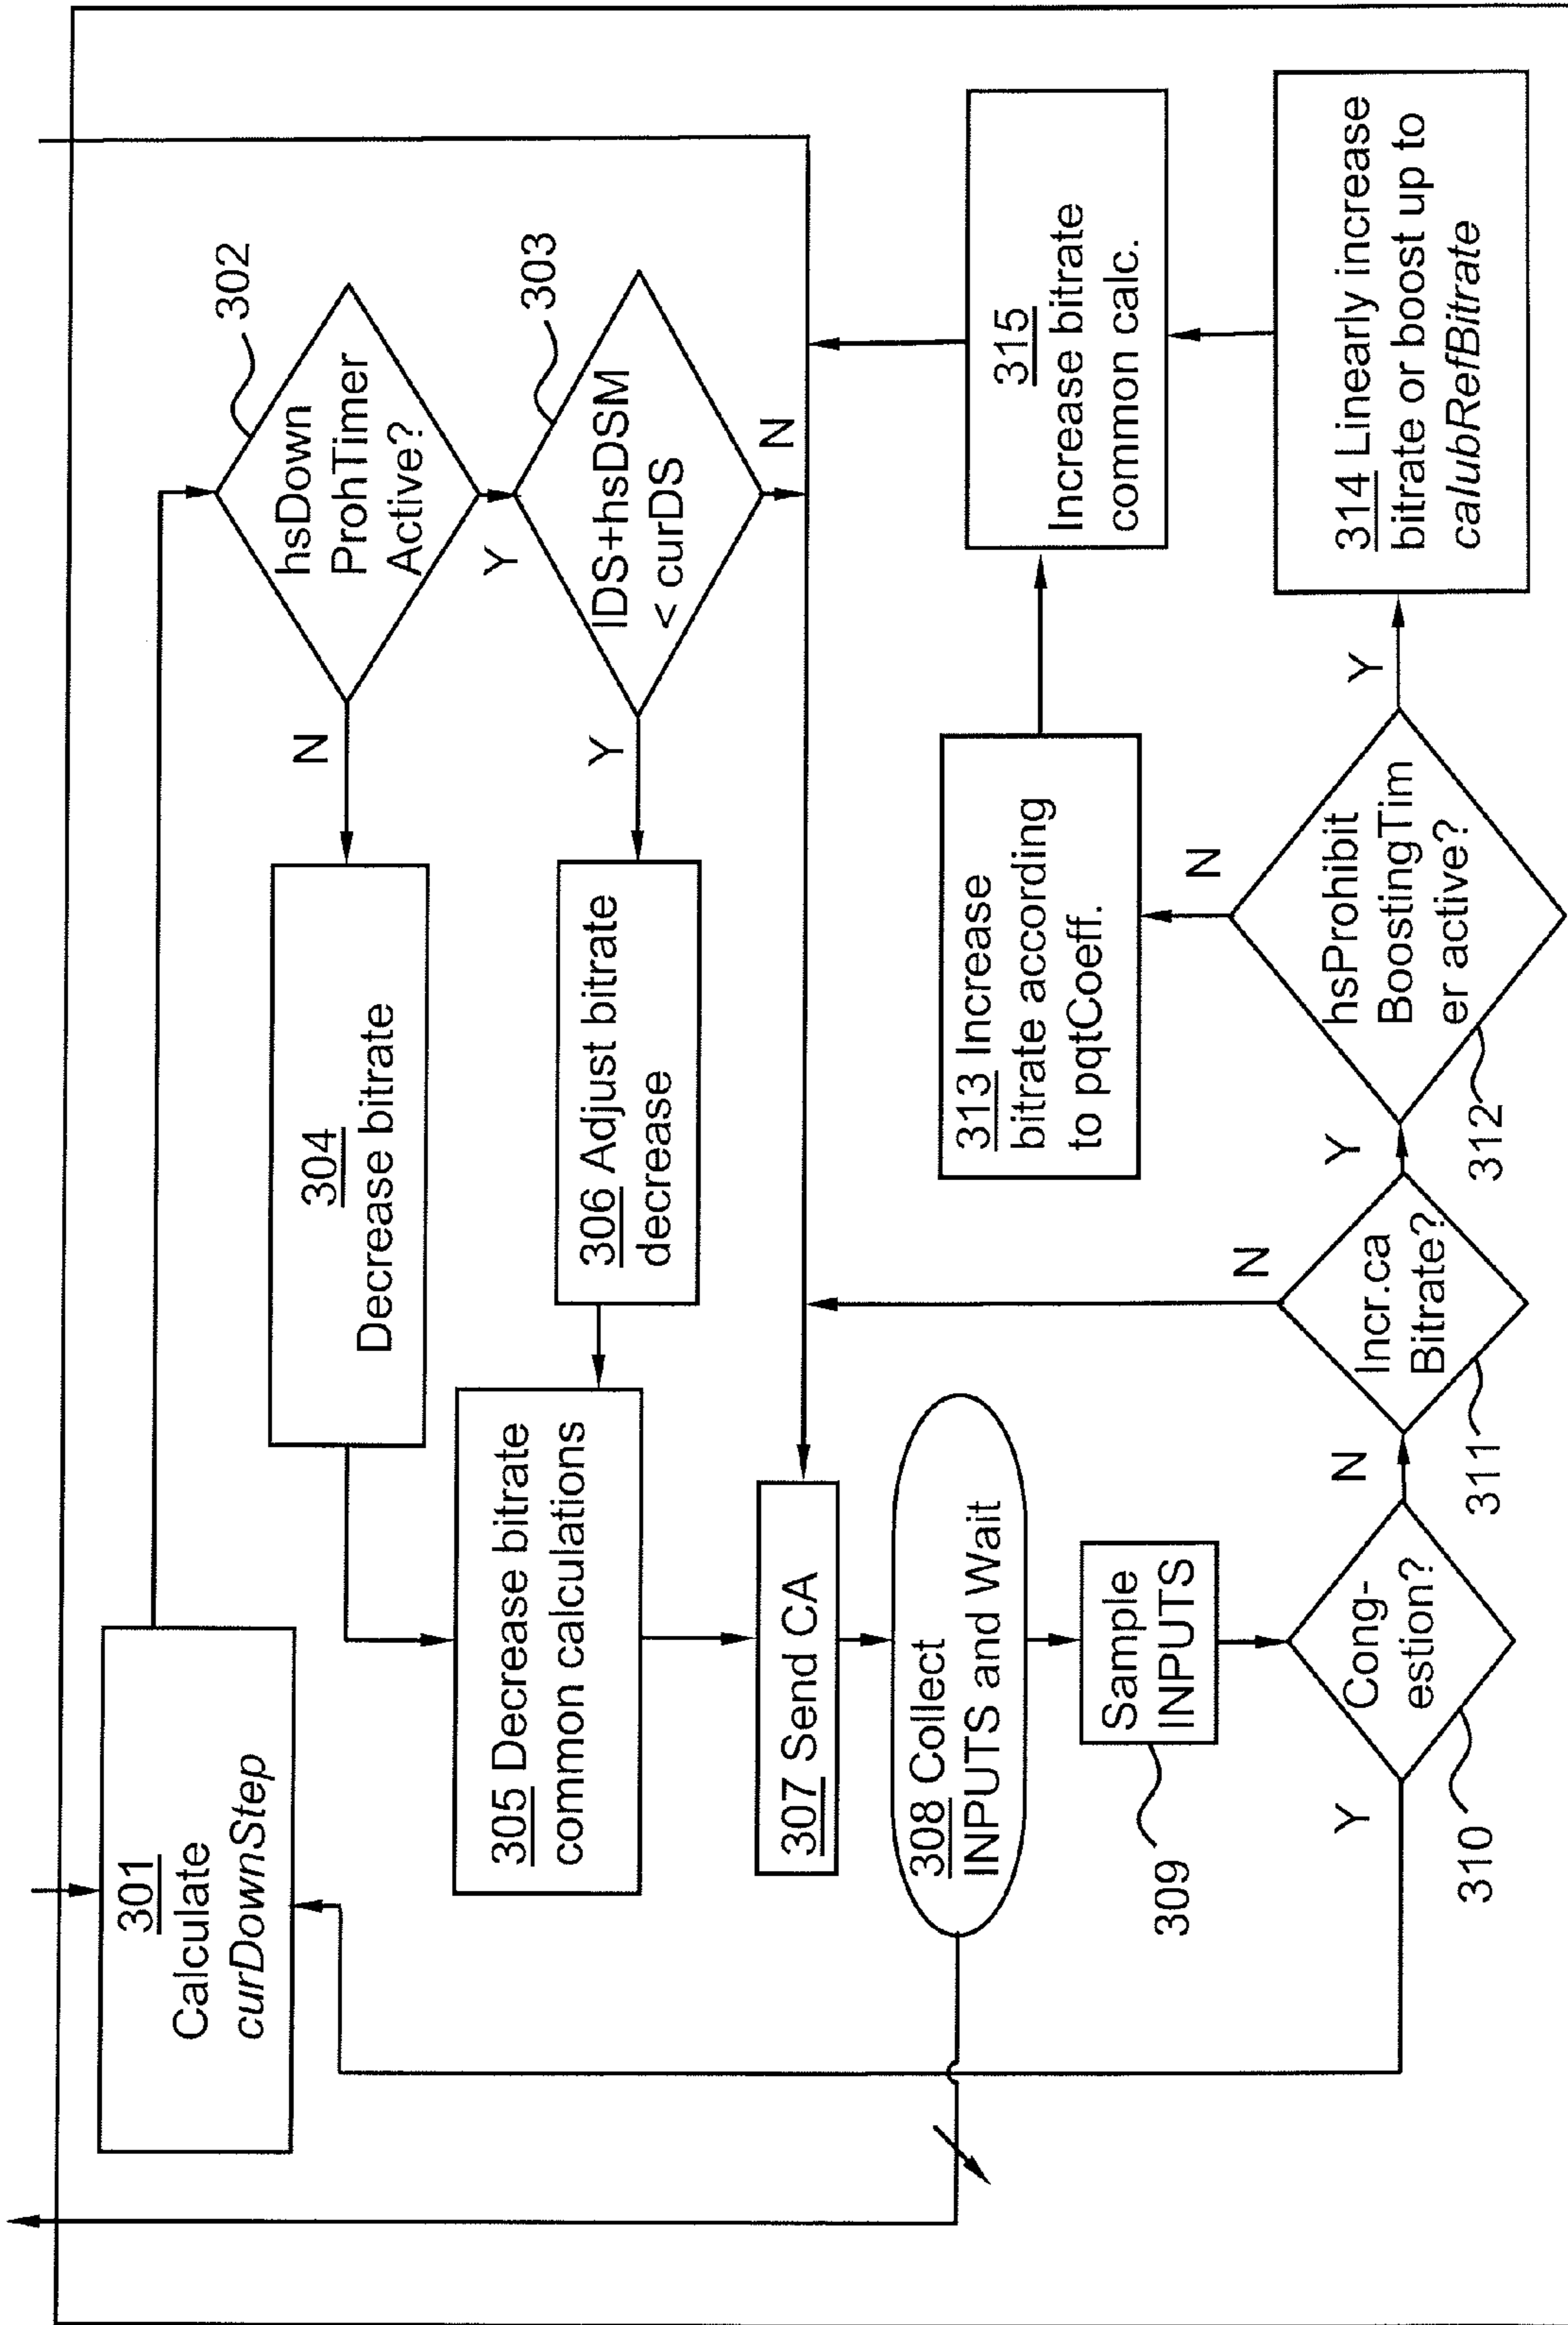 301
Calculate
curDownStep
302
hsDown
ProhTimer
Active?
N
Y
303
IDS+hsDSM
< curDS
Y
N
304
Decrease bitrate
306 Adjust bitrate
decrease
305 Decrease bitrate
common calculations
307 Send CA
308 Collect
INPUTS and Wait
309
Sample
INPUTS
310
Cong-
estion?
Y
N
311
Incr.ca
Bitrate?
N
Y
312
hsProhibit
BoostingTim
er active?
N
Y
313 Increase
bitrate according
to pqtCoeff.
314 Linearly increase
bitrate or boost up to
caIubRefBitrate
315
Increase bitrate
common calc.